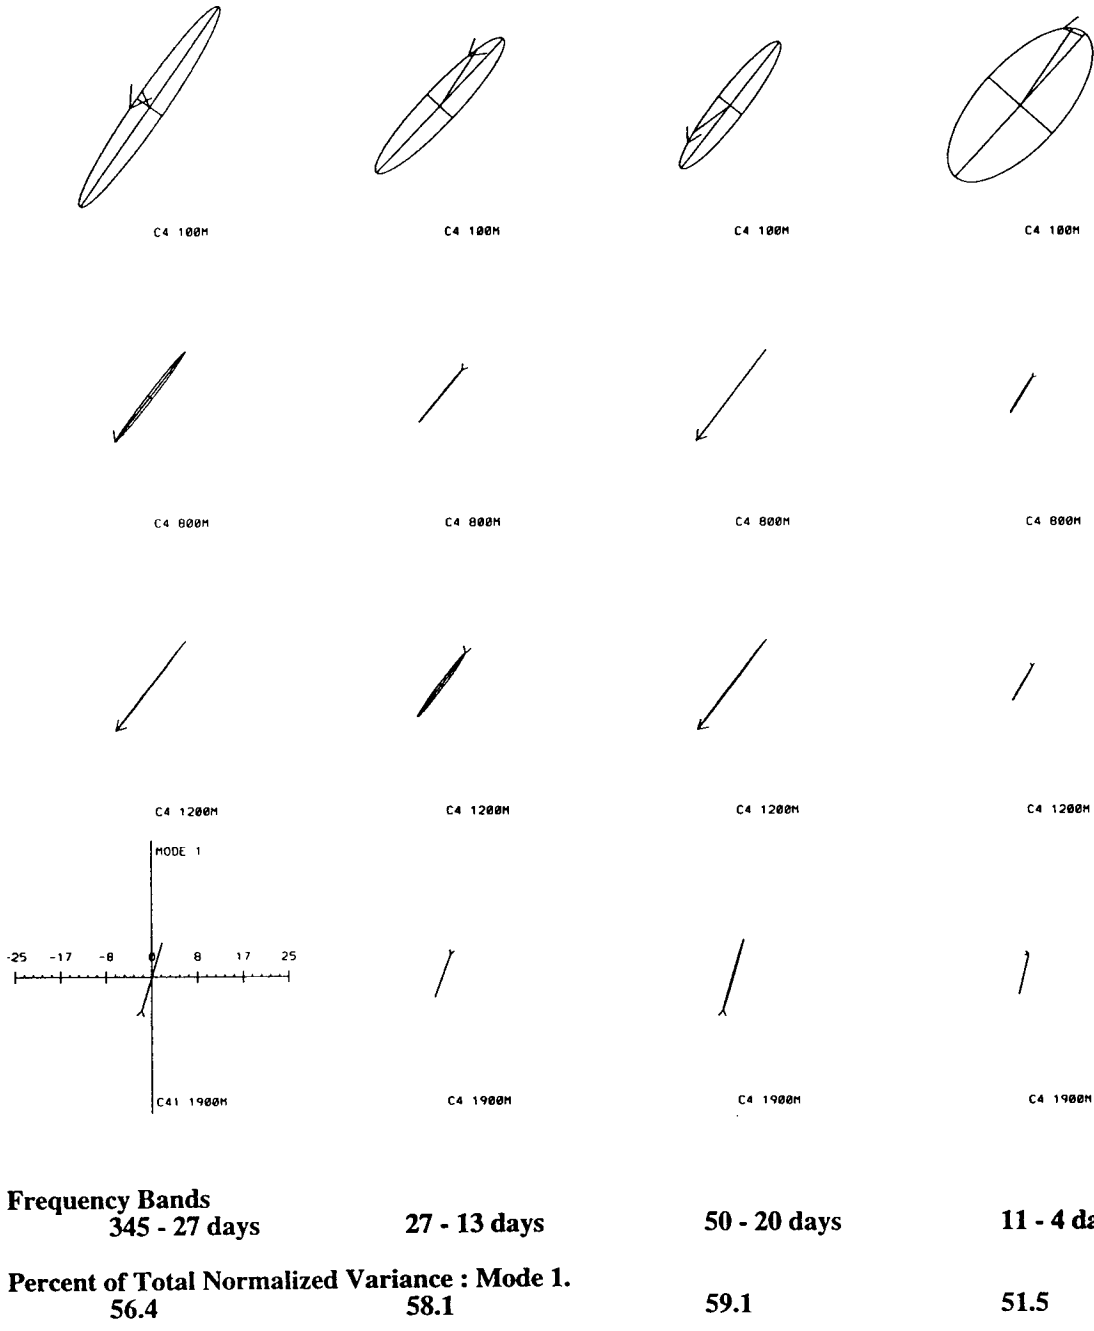 C4 100M C4 100M C4 100M C4 100M
C4 800M C4 800M C4 800M C4 800M
C4 1200M C4 1200M C4 1200M C4 1200M
MODE 1
-25 -17 -8 0 8 17 25
C41 1900M C4 1900M C4 1900M C4 1900M
Frequency Bands
345 - 27 days 27 - 13 days 50 - 20 days 11 - 4 da
Percent of Total Normalized Variance : Mode 1.
56.4 58.1 59.1 51.5